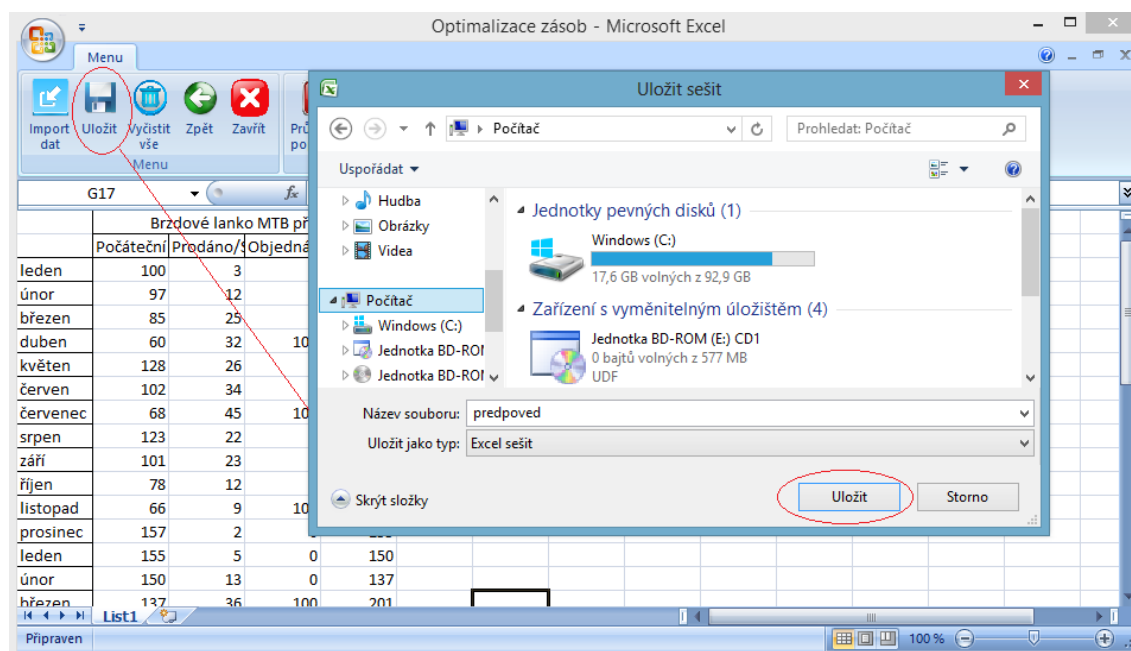 Optimalizace zásob - Microsoft Excel
Menu
Import dat
Uložit
Vyčistit vše
Zpět
Zavřít
Menu
Uložit sešit
Počítač
Prohledat: Počítač
Uspořádat
Hudba
Obrázky
Videa
Počítač
Windows (C:)
Jednotka BD-RO
Jednotka BD-RO
Jednotky pevných disků (1)
Windows (C:)
17,6 GB volných z 92,9 GB
Zařízení s vyměnitelným úložištěm (4)
Jednotka BD-ROM (E:) CD1
0 bajtů volných z 577 MB
UDF
Název souboru: predpoved
Uložit jako typ: Excel sešit
Skrýt složky
Uložit
Storno
G17 fx
Brzdové lanko MTB př
Počáteční Prodáno/ Objedná
leden 100 3
únor 97 12
březen 85 25
duben 60 32 10
květen 128 26
červen 102 34
červenec 68 45 10
srpen 123 22
září 101 23
říjen 78 12
listopad 66 9 10
prosinec 157 2
leden 155 5 0 150
únor 150 13 0 137
březen 137 36 100 201
List1
Připraven 100 %